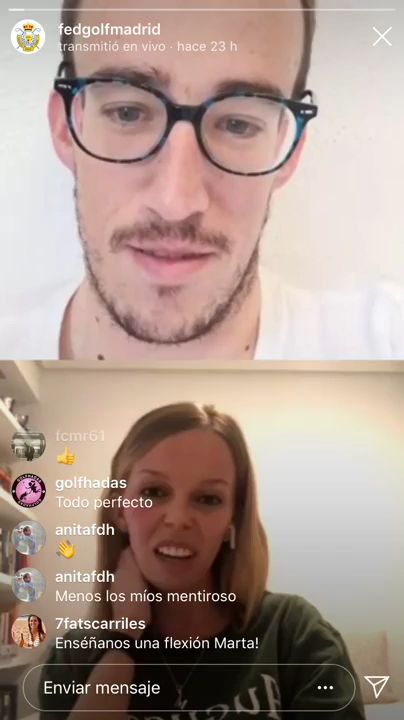 fedgolfmadrid
transmitió en vivo · hace 23 h
fcmr61
golfhadas
Todo perfecto
anitafdh
anitafdh
Menos los míos mentiroso
7fatscarriles
Enséñanos una flexión Marta!
Enviar mensaje